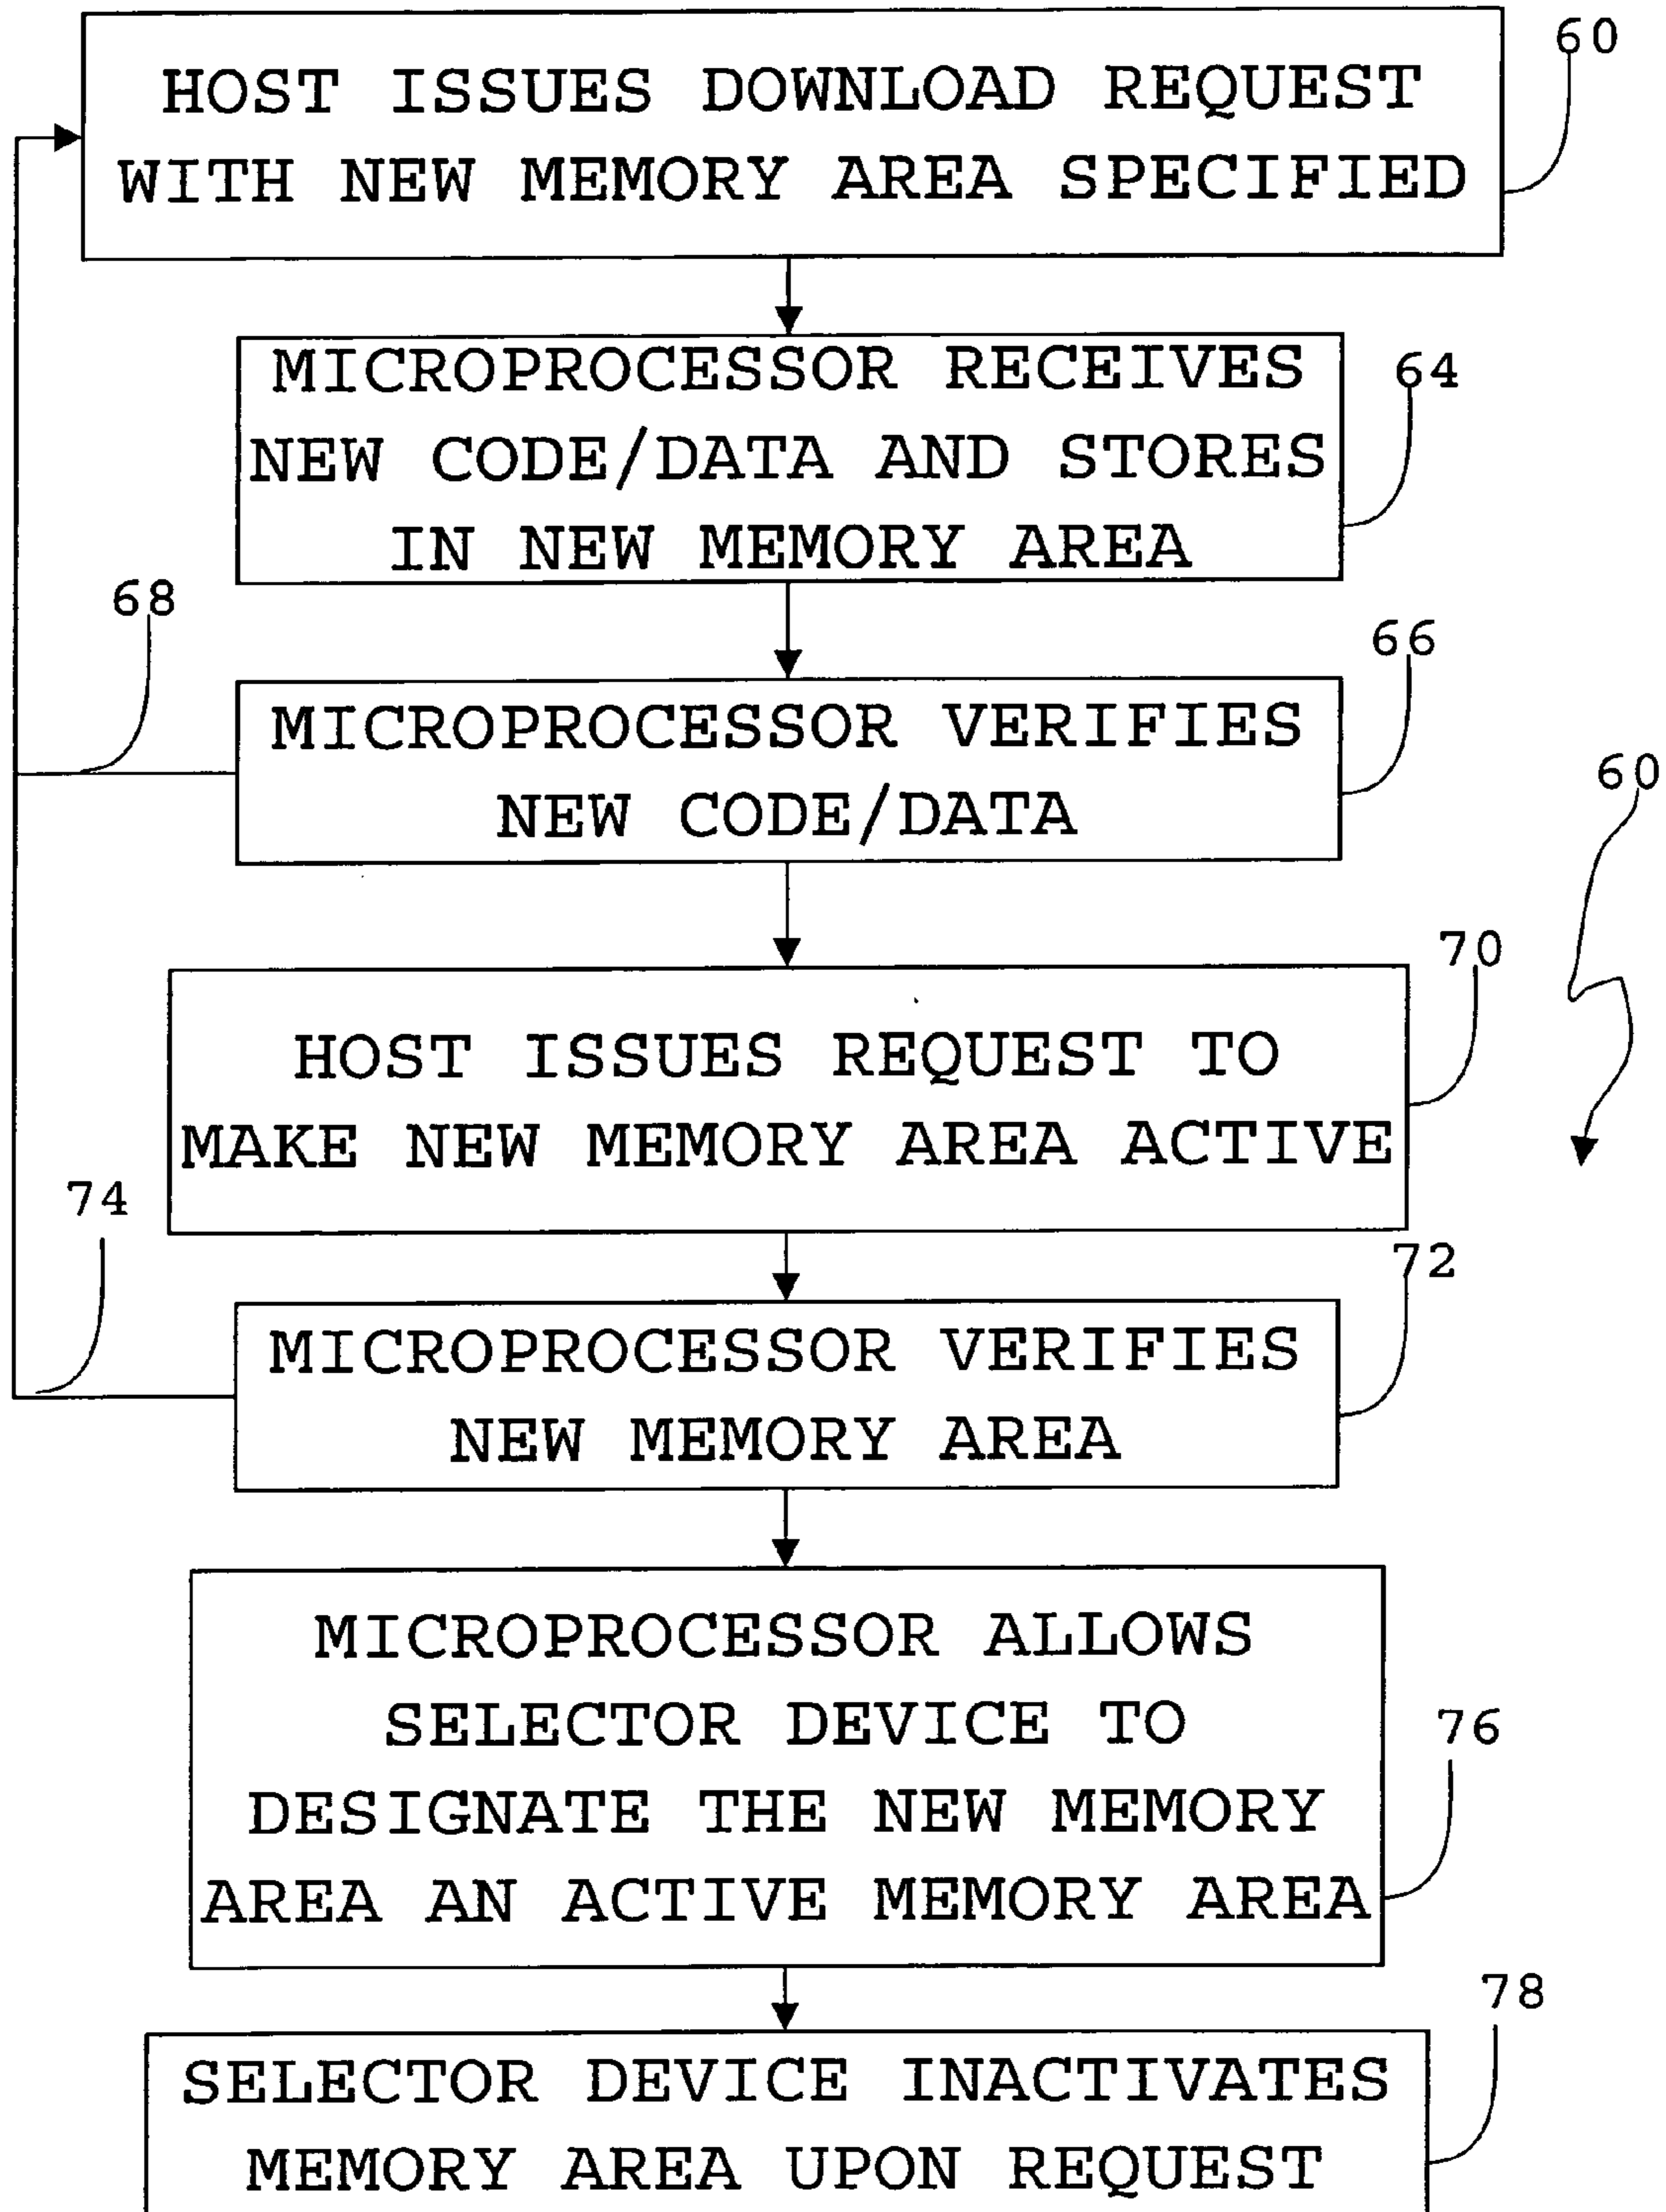 60
HOST ISSUES DOWNLOAD REQUEST
WITH NEW MEMORY AREA SPECIFIED
MICROPROCESSOR RECEIVES
64
NEW CODE/DATA AND STORES
IN NEW MEMORY AREA
68
66
MICROPROCESSOR VERIFIES
NEW CODE/DATA
60
70
HOST ISSUES REQUEST TO
MAKE NEW MEMORY AREA ACTIVE
74
72
MICROPROCESSOR VERIFIES
NEW MEMORY AREA
MICROPROCESSOR ALLOWS
SELECTOR DEVICE TO
76
DESIGNATE THE NEW MEMORY
AREA AN ACTIVE MEMORY AREA
78
SELECTOR DEVICE INACTIVATES
MEMORY AREA UPON REQUEST